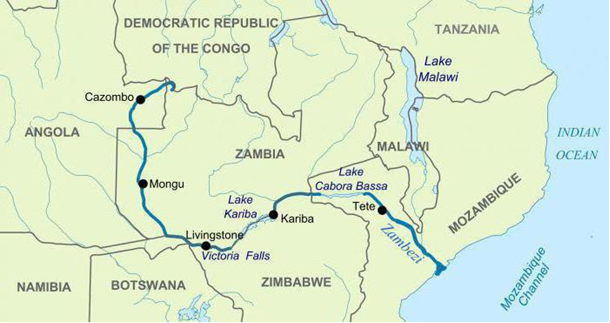 DEMOCRATIC REPUBLIC
OF THE CONGO
TANZANIA
Lake
Malawi
Cazombo
ANGOLA
INDIAN
OCEAN
ZAMBIA
MALAWI
Lake
Cabora Bassa
Mongu
MOZAMBIQUE
Lake
Kariba
Tete
Kariba
Zambezi
Livingstone
Victoria Falls
Mozambique
Channel
NAMIBIA
BOTSWANA
ZIMBABWE